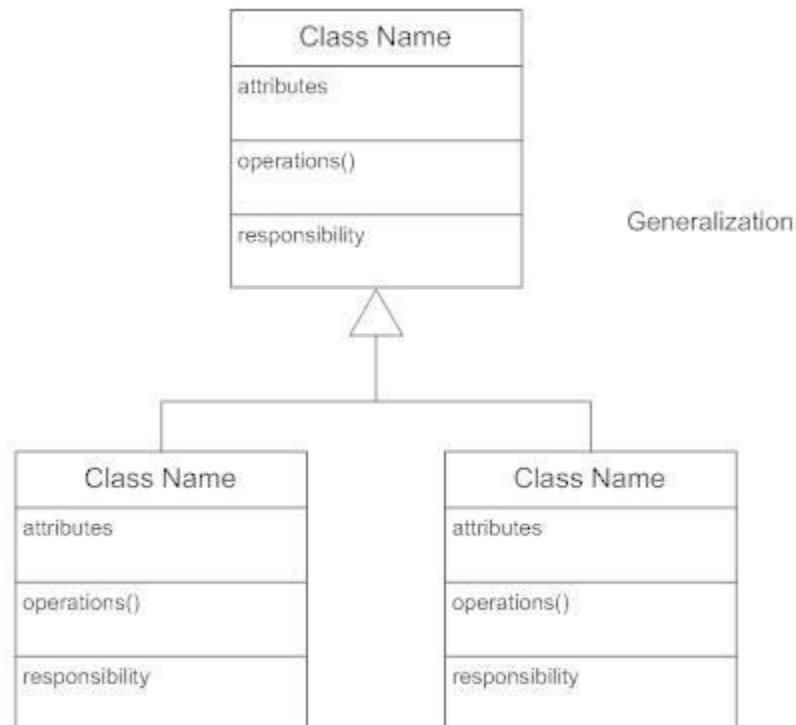 Class Name
attributes
operations()
responsibility
Generalization
Class Name
attributes
operations()
responsibility
Class Name
attributes
operations()
responsibility